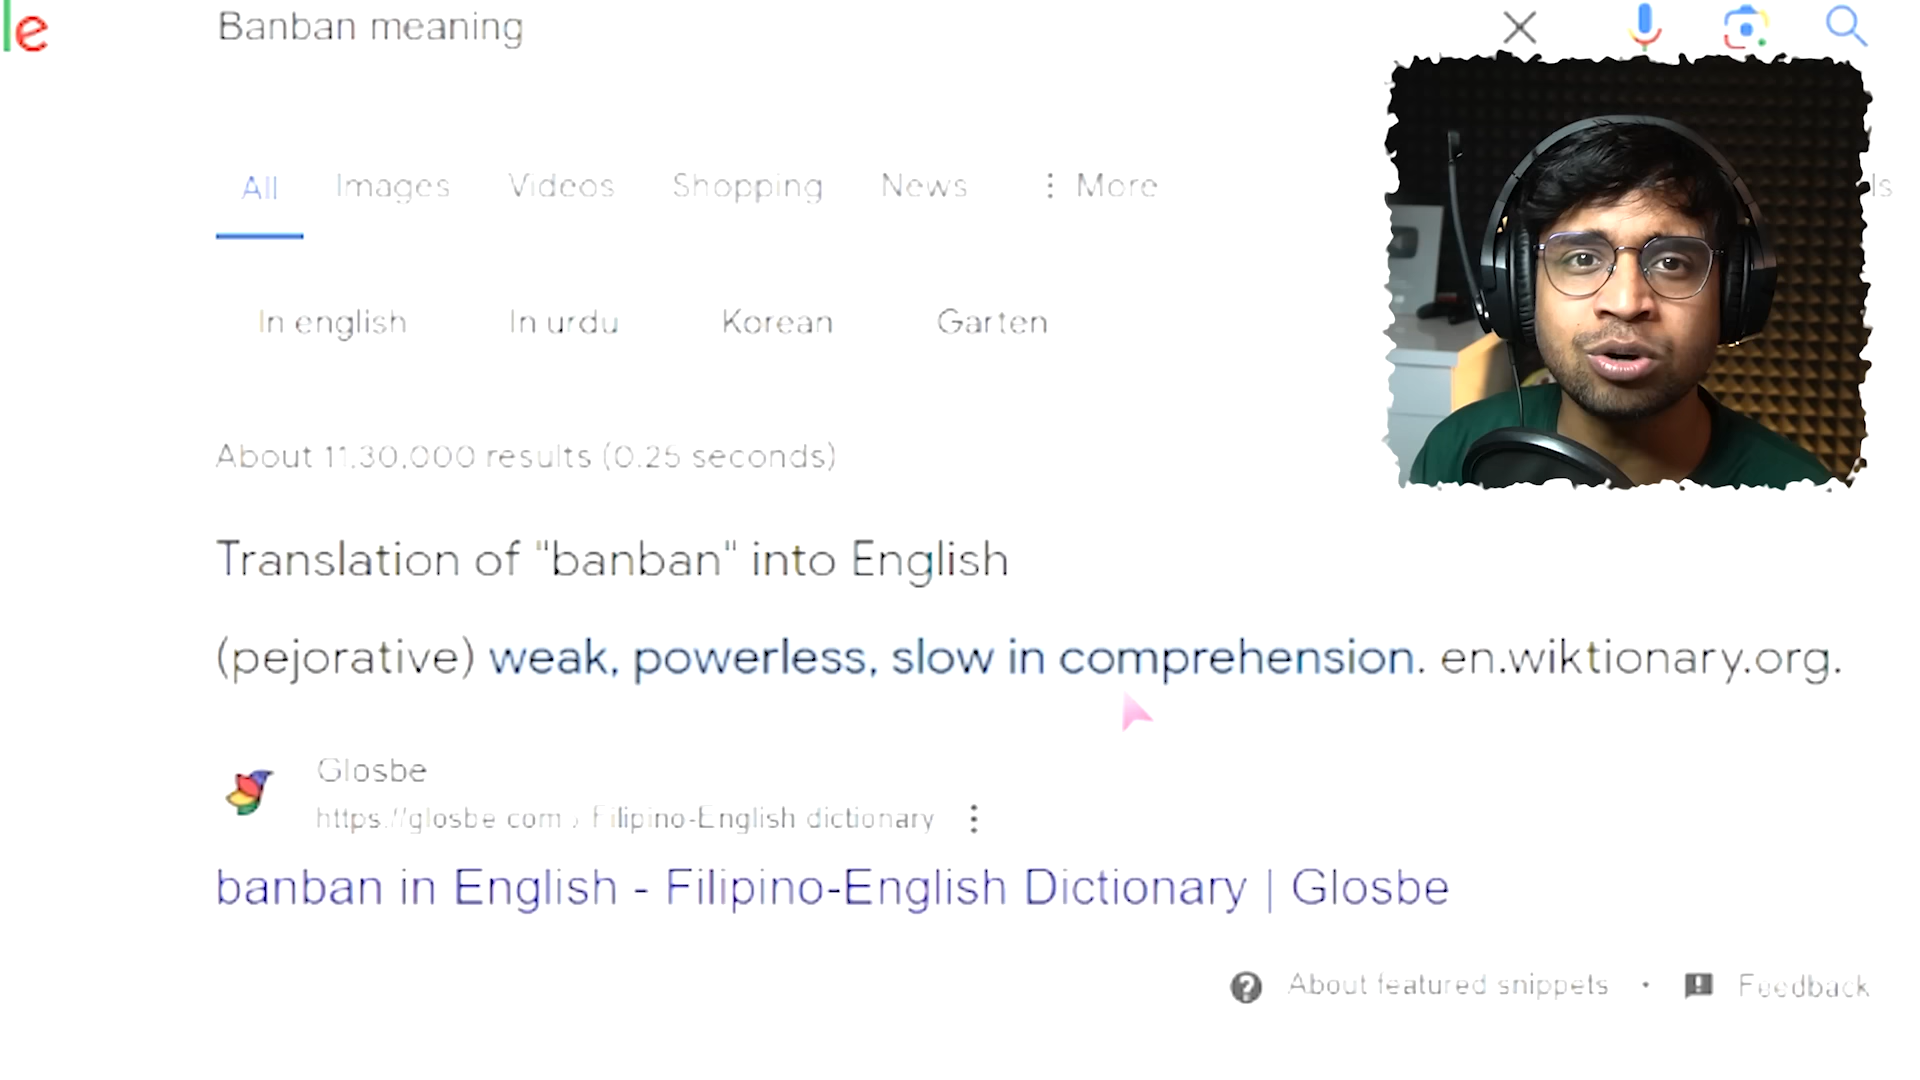 le
Banban meaning
All Images Videos Shopping News More ls
In english In urdu Korean Garten
About 11,30,000 results (0.25 seconds)
Translation of "banban" into English
(pejorative) weak, powerless, slow in comprehension. en.wiktionary.org.
Glosbe
https://glosbe.com › Filipino-English dictionary
banban in English - Filipino-English Dictionary | Glosbe
About featured snippets • Feedback